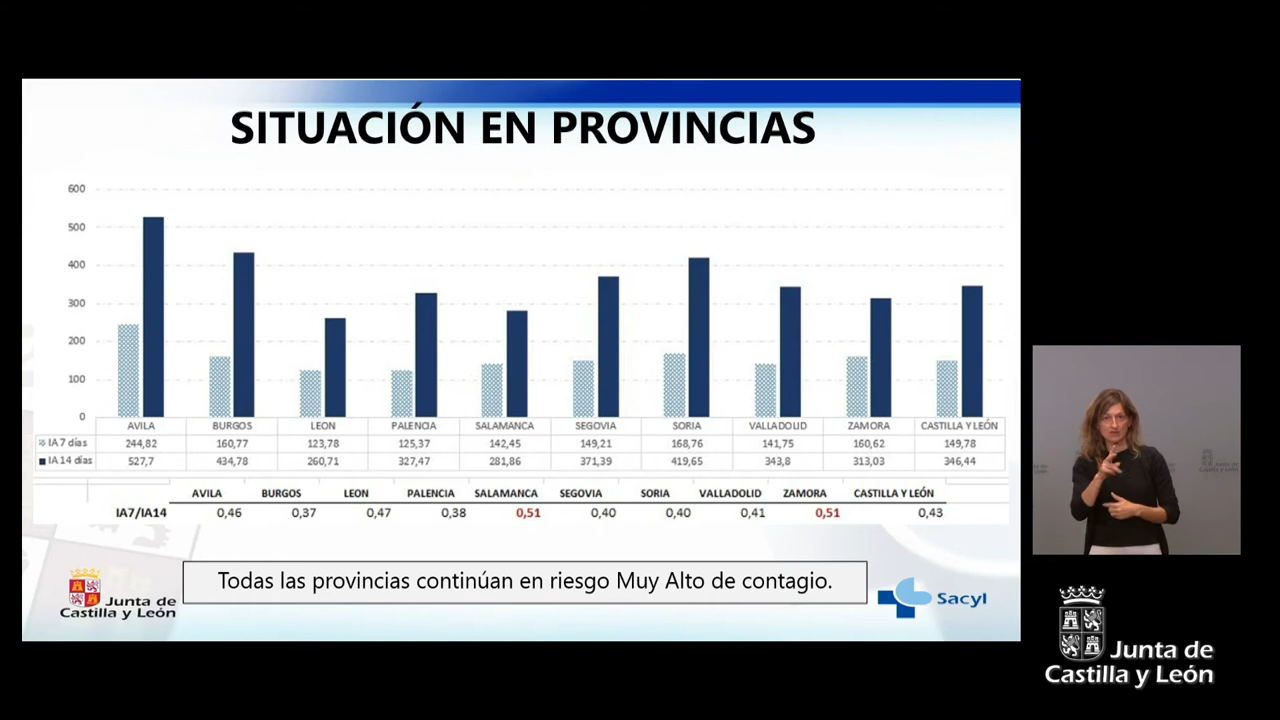 SITUACIÓN EN PROVINCIAS
600
500
400
300
200
100
0
AVILA BURGOS LEON PALENCIA SALAMANCA SEGOVIA SORIA VALLADOLID ZAMORA CASTILLA Y LEÓN
IA 7 días 244,82 160,77 123,78 125,37 142,45 149,21 168,76 141,75 160,62 149,78
IA 14 días 527,7 434,78 260,71 327,47 281,86 371,39 419,65 343,8 313,03 346,44
AVILA BURGOS LEON PALENCIA SALAMANCA SEGOVIA SORIA VALLADOLID ZAMORA CASTILLA Y LEÓN
IA7/IA14 0,46 0,37 0,47 0,38 0,51 0,40 0,40 0,41 0,51 0,43
Todas las provincias continúan en riesgo Muy Alto de contagio.
Junta de
Castilla y León
Sacyl
Junta de
Castilla y León